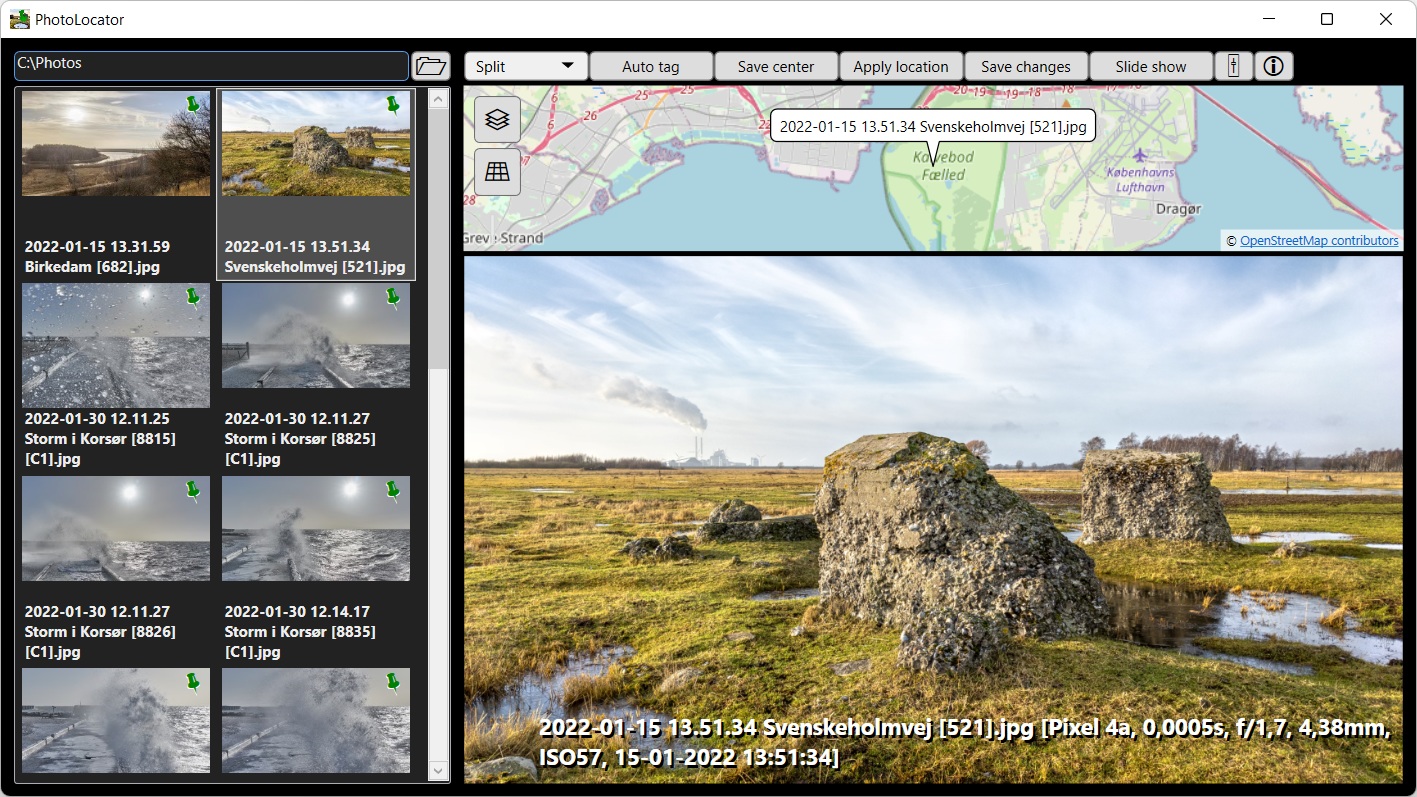 PhotoLocator
C:\Photos
Split
Auto tag
Save center
Apply location
Save changes
Slide show
2022-01-15 13.31.59
Birkedam [682].jpg
2022-01-15 13.51.34
Svenskeholmvej [521].jpg
2022-01-30 12.11.25
Storm i Korsør [8815]
[C1].jpg
2022-01-30 12.11.27
Storm i Korsør [8825]
[C1].jpg
2022-01-30 12.11.27
Storm i Korsør [8826]
[C1].jpg
2022-01-30 12.14.17
Storm i Korsør [8835]
[C1].jpg
6
25
25
20 19 19 18 18
26
2022-01-15 13.51.34 Svenskeholmvej [521].jpg
Fælled
Københavns
Lufthavn
28
Dragør
Strand
© OpenStreetMap contributors
2022-01-15 13.51.34 Svenskeholmvej [521].jpg [Pixel 4a, 0,0005s, f/1,7, 4,38mm,
ISO57, 15-01-2022 13:51:34]